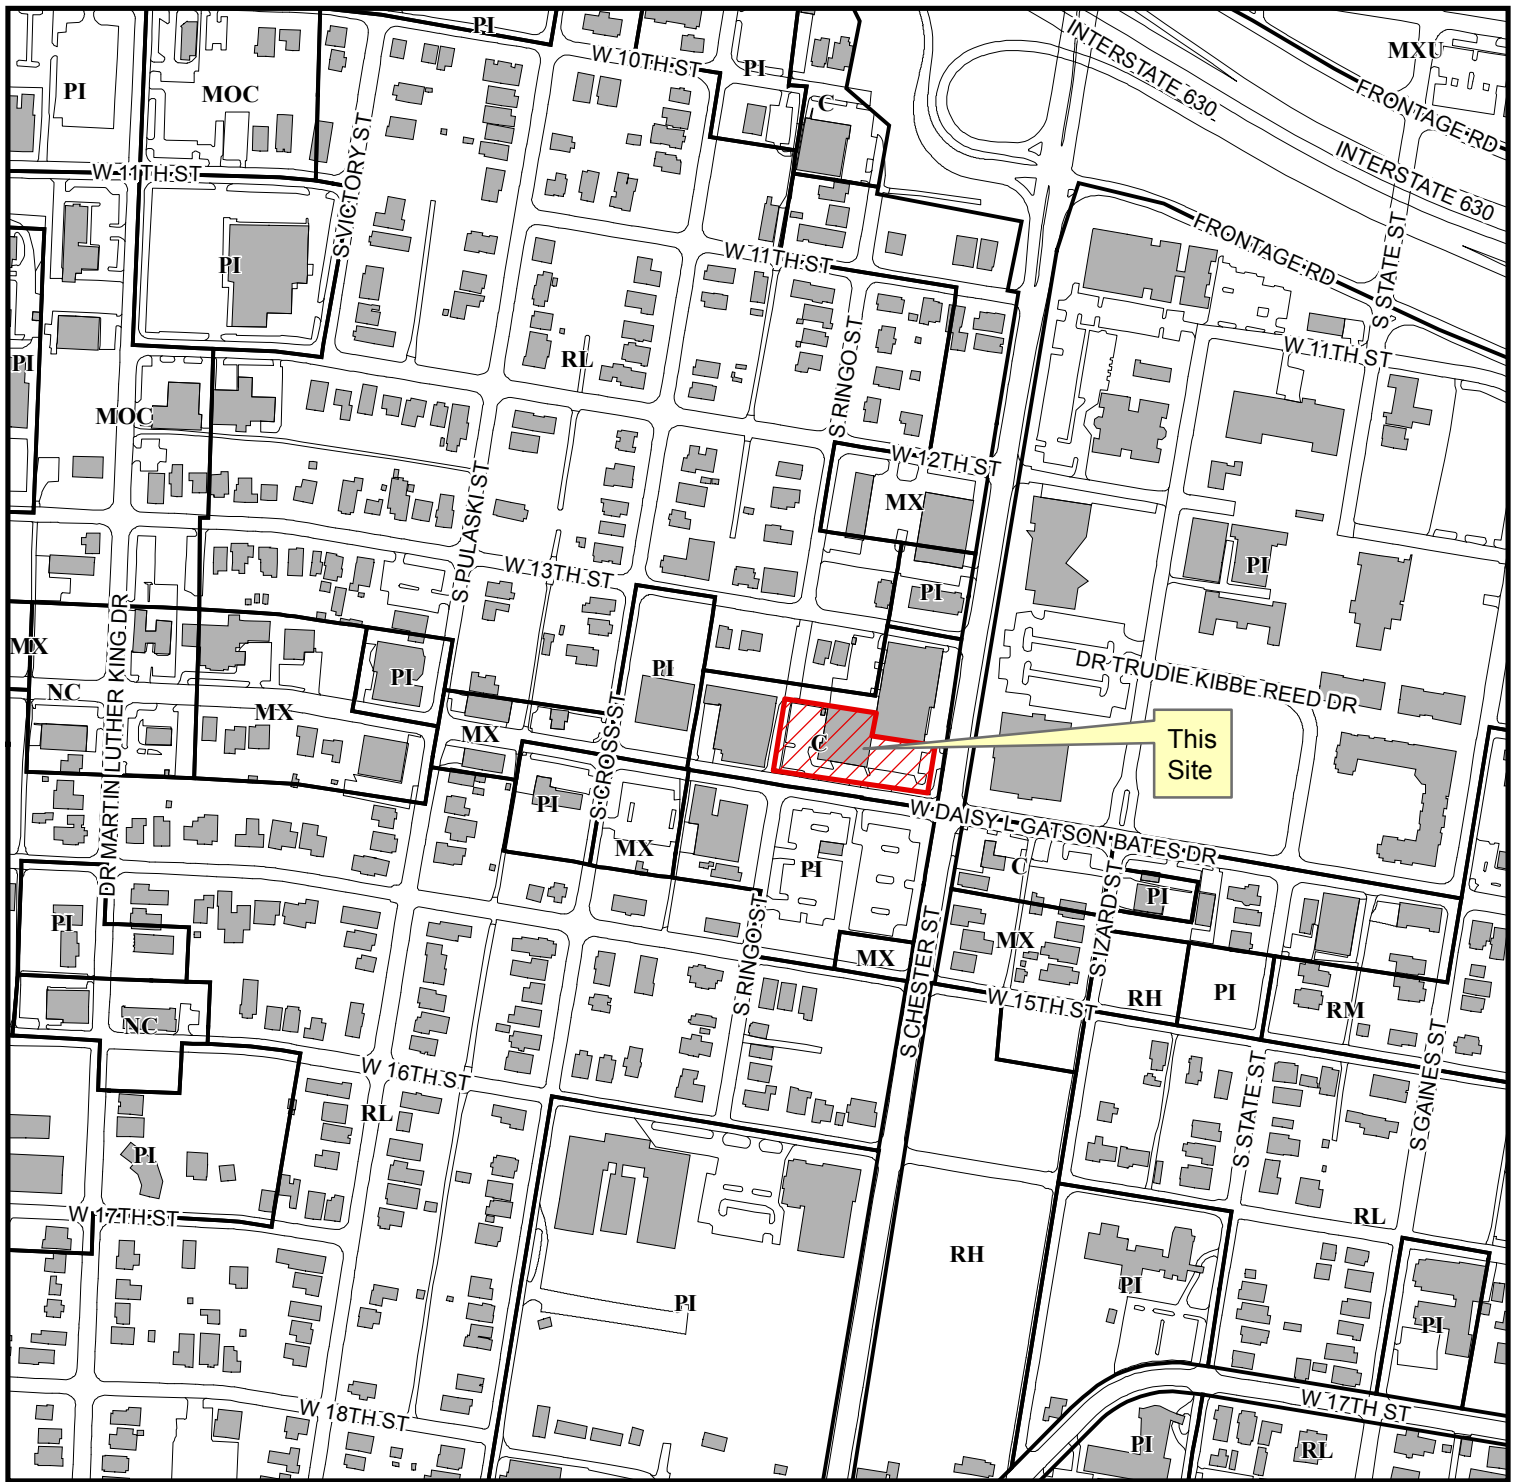 PI
W 10TH ST
PI
MXU
INTERSTATE 630
FRONTAGE RD
PI
MOC
C
INTERSTATE 630
W 11TH ST
S VICTORY ST
PI
W 11TH ST
FRONTAGE RD
S STATE ST
PI
RL
S RINGO ST
W 11TH ST
MOC
W 12TH ST
MX
S PULASKI ST
W 13TH ST
PI
PI
MX
DR MARTIN LUTHER KING DR
NC
MX
PI
PI
DR TRUDIE KIBBE REED DR
MX
S CROSS ST
C
This
Site
PI
MX
W DAISY L GATSON BATES DR
PI
C
PI
PI
S RINGO ST
MX
MX
S IZARD ST
S CHESTER ST
W 15TH ST
RH
PI
RM
NC
W 16TH ST
RL
S STATE ST
S GAINES ST
PI
W 17TH ST
RL
RH
PI
PI
PI
W 18TH ST
W 17TH ST
PI
RL